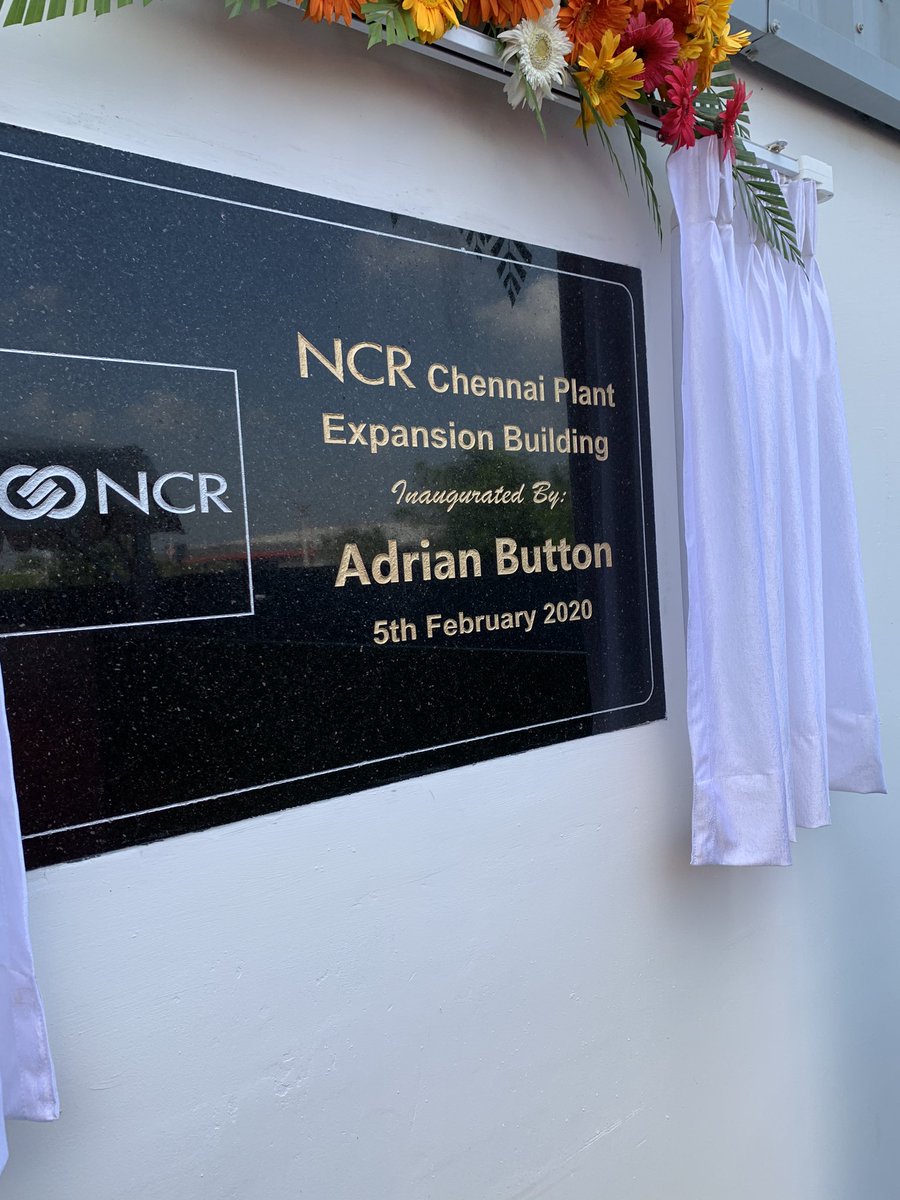 NCR
NCR Chennai Plant
Expansion Building
Inaugurated By:
Adrian Button
5th February 2020